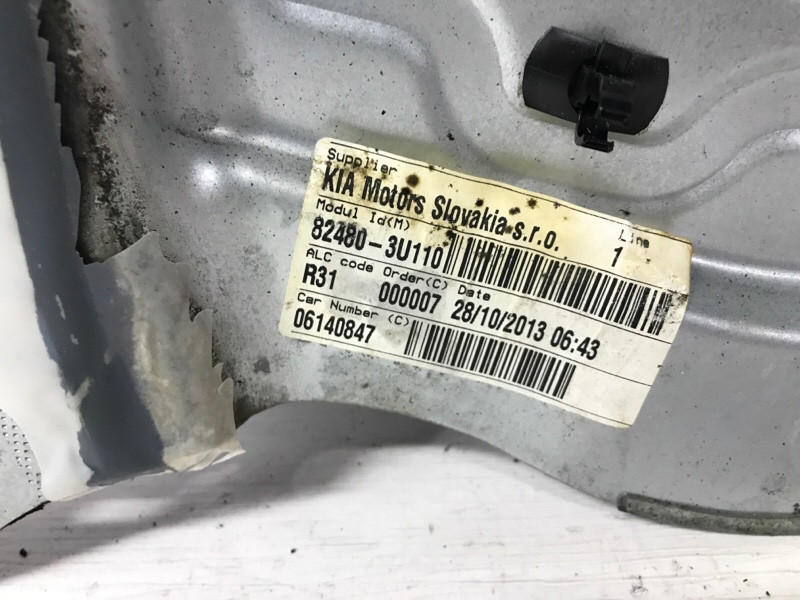 Supplier
KIA Motors Slovakia s.r.o.
Line
1
Modul Id(M)
82480-3U110
ALC code Order(C) Date
R31 000007 28/10/2013 06:43
Car Number (C)
06140847